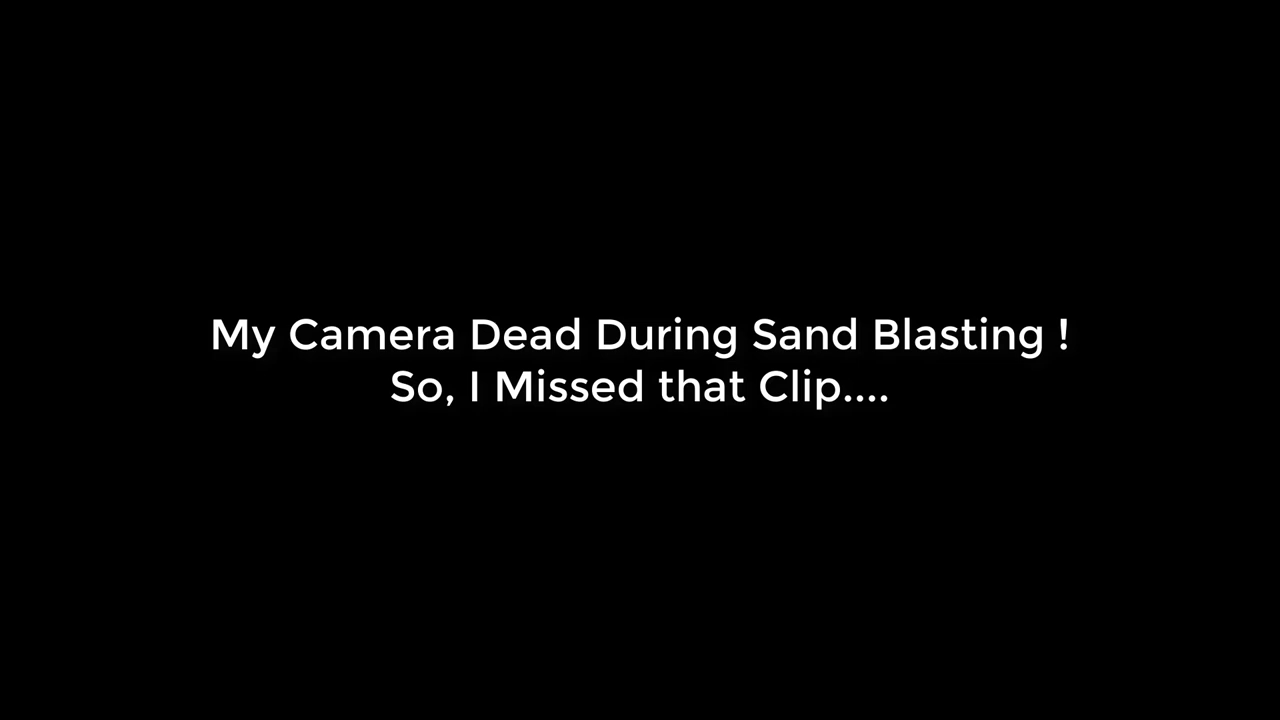 My Camera Dead During Sand Blasting !
So, I Missed that Clip....